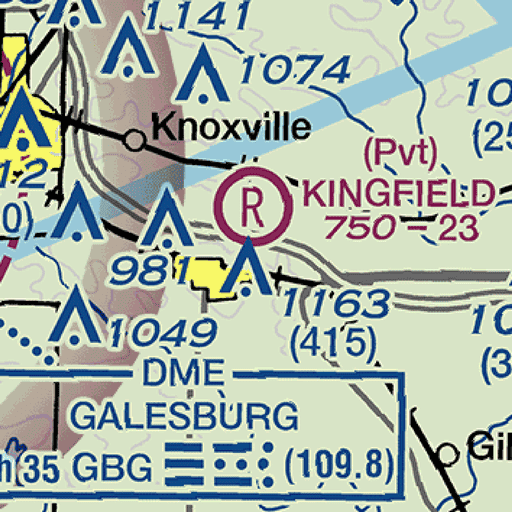 1141
1074
Knoxville
(Pvt)
KINGFIELD
750 - 23
R
981
1163
(415)
1049
DME
GALESBURG
35 GBG (109.8)